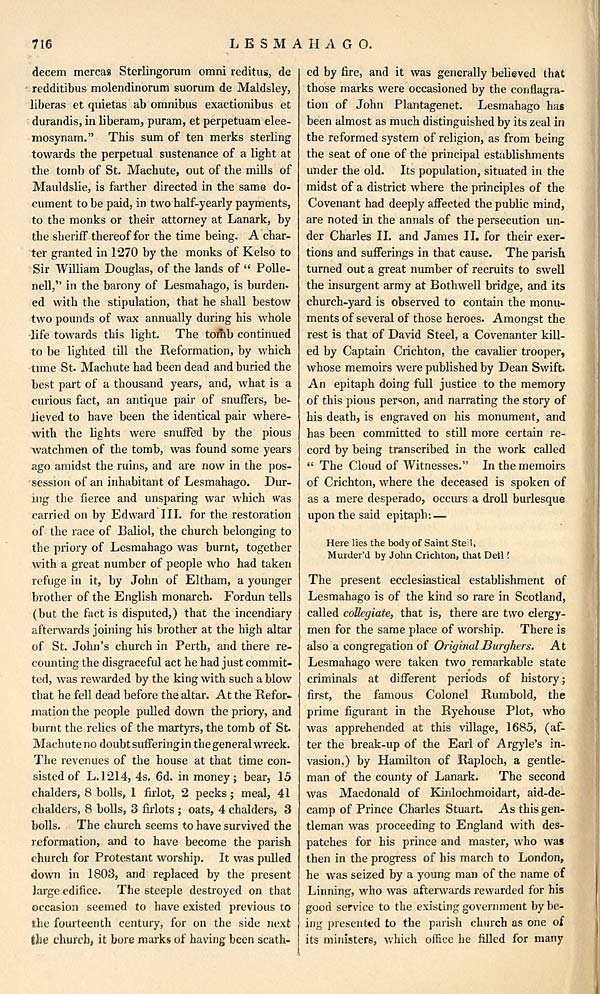 716
LESMAHAGO.
decem mercas Sterlingorum omni reditus, de
redditibus molendinorum suorum de Maldsley,
liberas et quietas ab omnibus exactionibus et
durandis, in liberam, puram, et perpetuam elee-
mosynam." This sum of ten merks sterling
towards the perpetual sustenance of a light at
the tomb of St. Machute, out of the mills of
Mauldslie, is farther directed in the same do-
cument to be paid, in two half-yearly payments,
to the monks or their attorney at Lanark, by
the sheriff thereof for the time being. A char-
ter granted in 1270 by the monks of Kelso to
Sir William Douglas, of the lands of " Polle-
nell," in the barony of Lesmahago, is burden-
ed with the stipulation, that he shall bestow
two pounds of wax annually during his whole
life towards this light. The tomb continued
to be lighted till the Reformation, by which
time St. Machute had been dead and buried the
best part of a thousand years, and, what is a
curious fact, an antique pair of snuffers, be-
lieved to have been the identical pair where-
with the lights were snuffed by the pious
watchmen of the tomb, was found some years
ago amidst the ruins, and are now in the pos-
session of an inhabitant of Lesmahago. Dur-
ing the fierce and unsparing war which was
carried on by Edward III. for the restoration
of the race of Baliol, the church belonging to
the priory of Lesmahago was burnt, together
with a great number of people who had taken
refuge in it, by John of Eltham, a younger
brother of the English monarch. Fordun tells
(but the fact is disputed,) that the incendiary
afterwards joining his brother at the high altar
of St. John's church in Perth, and there re-
counting the disgraceful act he had just commit-
ted, was rewarded by the king with such a blow
that he fell dead before the altar. At the Refor-
mation the people pulled down the priory, and
burnt the relics of the martyrs, the tomb of St.
Machute no doubt suffering in the general wreck.
The revenues of the house at that time con-
sisted of L.1214, 4s. 6d. in money; bear, 15
chalders, 8 bolls, 1 firlot, 2 pecks; meal, 41
chalders, 8 bolls, 3 firlots; oats, 4 chalders, 3
bolls. The church seems to have survived the
reformation, and to have become the parish
church for Protestant worship. It was pulled
down in 1803, and replaced by the present
large edifice. The steeple destroyed on that
occasion seemed to have existed previous to
the fourteenth century, for on the side next
the church, it bore marks of having been scath-
ed by fire, and it was generally believed that
those marks were occasioned by the conflagra-
tion of John Plantagenet. Lesmahago has
been almost as much distinguished by its zeal in
the reformed system of religion, as from being
the seat of one of the principal establishments
under the old. Its population, situated in the
midst of a district where the principles of the
Covenant had deeply affected the public mind,
are noted in the annals of the persecution un-
der Charles II. and James II. for their exer-
tions and sufferings in that cause. The parish
turned out a great number of recruits to swell
the insurgent army at Bothwell bridge, and its
church-yard is observed to contain the monu-
ments of several of those heroes. Amongst the
rest is that of David Steel, a Covenanter kill-
ed by Captain Crichton, the cavalier trooper,
whose memoirs were published by Dean Swift.
An epitaph doing full justice to the memory
of this pious person, and narrating the story of
his death, is engraved on his monument, and
has been committed to still more certain re-
cord by being transcribed in the work called
" The Cloud of Witnesses." In the memoirs
of Crichton, where the deceased is spoken of
as a mere desperado, occurs a droll burlesque
upon the said epitaph:—
Here lies the body of Saint Steil,
Murder'd by John Crichton, that Deil!
The present ecclesiastical establishment of
Lesmahago is of the kind so rare in Scotland,
called collegiate, that is, there are two clergy-
men for the same place of worship. There is
also a congregation of Original Burghers. At
Lesmahago were taken two remarkable state
criminals at different periods of history;
first, the famous Colonel Rumbold, the
prime figurant in the Ryehouse Plot, who
was apprehended at this village, 1685, (af-
ter the break-up of the Earl of Argyle's in-
vasion,) by Hamilton of Raploch, a gentle-
man of the county of Lanark. The second
was Macdonald of Kinlochmoidart, aid-de-
camp of Prince Charles Stuart. As this gen-
tleman was proceeding to England with des-
patches for his prince and master, who was
then in the progress of his march to London,
he was seized by a young man of the name of
Linning, who was afterwards rewarded for his
good service to the existing government by be-
ing presented to the parish church as one of
its ministers, which office he filled for many